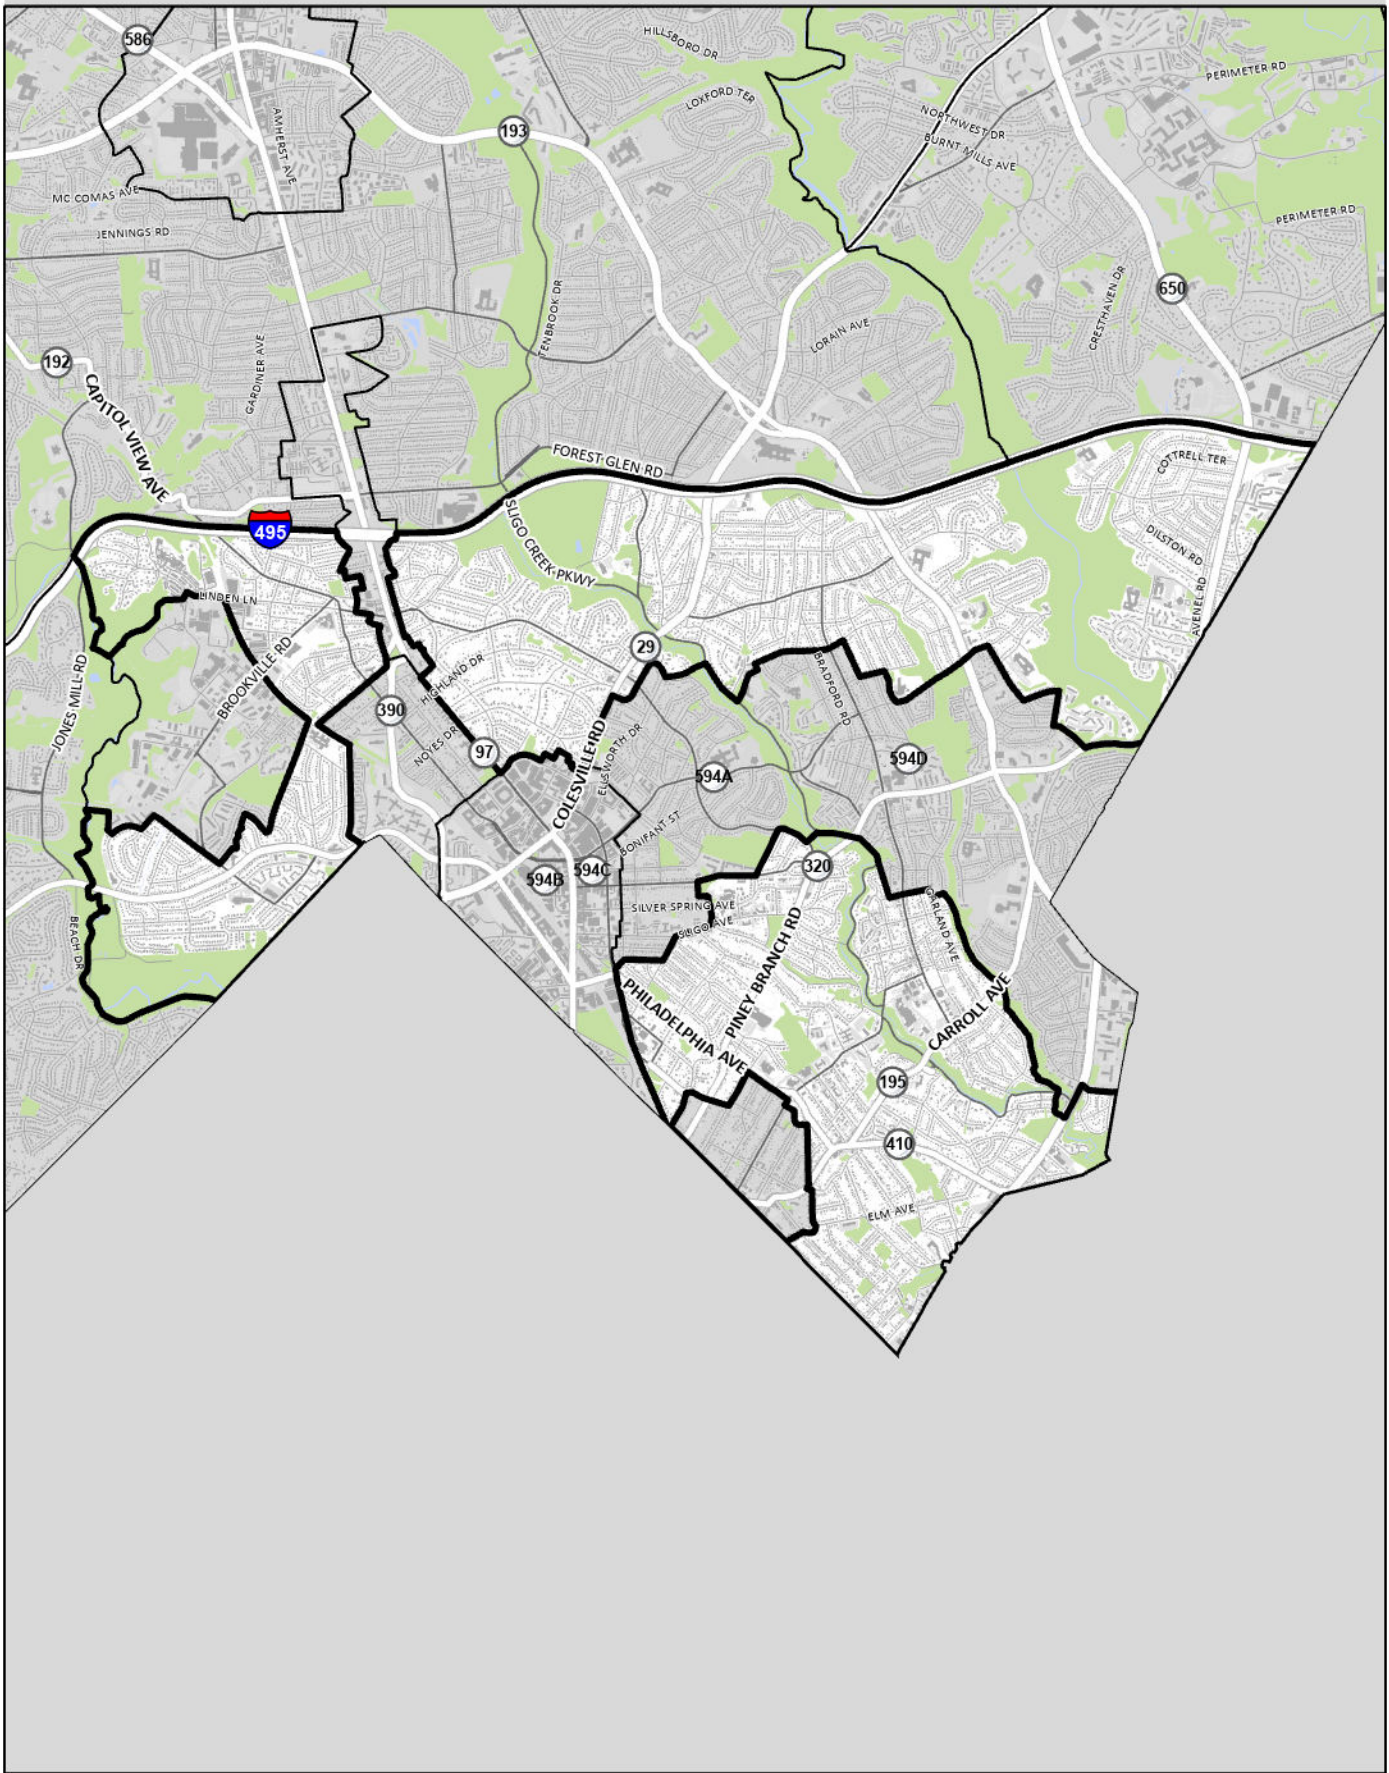 586
HILLSBORO DR
PERIMETER RD
LOXFORD TER
AMHERST AVE
193
NORTHWEST DR
BURNT MILLS AVE
MC COMAS AVE
PERIMETER RD
JENNINGS RD
650
CRESTHAVEN DR
TENBROOK DR
LORAIN AVE
192
GARDINER AVE
CAPITOL VIEW AVE
FOREST GLEN RD
COTTRELL TER
495
SLIGO CREEK PKWY
DILSTON RD
LINDEN LN
AVENEL RD
29
BROOKVILLE RD
JONES MILL RD
HIGHLAND DR
BRADFORD RD
390
NOYES DR
97
COLESVILLE RD
ELLSWORTH DR
594D
594A
BONIFANT ST
594B
594C
320
SILVER SPRING AVE
SLIGO AVE
GARLAND AVE
BEACH DR
PINEY BRANCH RD
PHILADELPHIA AVE
CARROLL AVE
195
410
ELM AVE